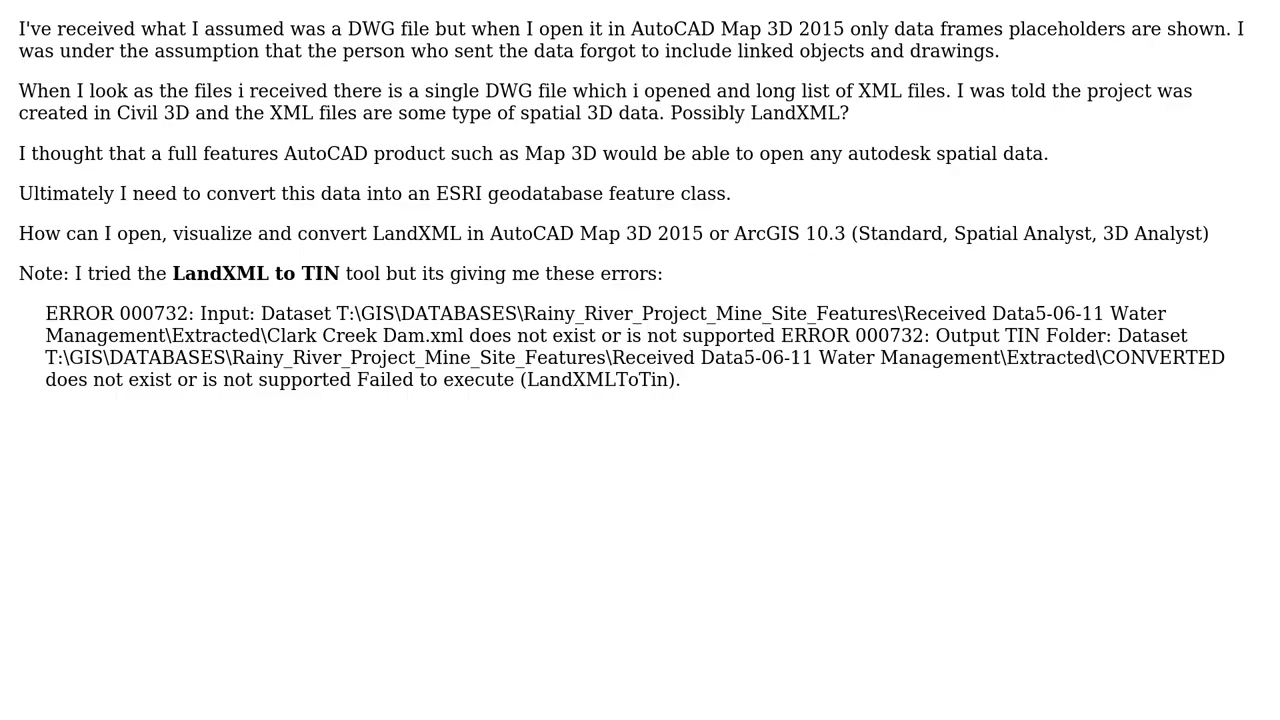 I've received what I assumed was a DWG file but when I open it in AutoCAD Map 3D 2015 only data frames placeholders are shown. I
was under the assumption that the person who sent the data forgot to include linked objects and drawings.
When I look as the files i received there is a single DWG file which i opened and long list of XML files. I was told the project was
created in Civil 3D and the XML files are some type of spatial 3D data. Possibly LandXML?
I thought that a full features AutoCAD product such as Map 3D would be able to open any autodesk spatial data.
Ultimately I need to convert this data into an ESRI geodatabase feature class.
How can I open, visualize and convert LandXML in AutoCAD Map 3D 2015 or ArcGIS 10.3 (Standard, Spatial Analyst, 3D Analyst)
Note: I tried the LandXML to TIN tool but its giving me these errors:
ERROR 000732: Input: Dataset T:\GIS\DATABASES\Rainy_River_Project_Mine_Site_Features\Received Data5-06-11 Water
Management\Extracted\Clark Creek Dam.xml does not exist or is not supported ERROR 000732: Output TIN Folder: Dataset
T:\GIS\DATABASES\Rainy_River_Project_Mine_Site_Features\Received Data5-06-11 Water Management\Extracted\CONVERTED
does not exist or is not supported Failed to execute (LandXMLToTin).